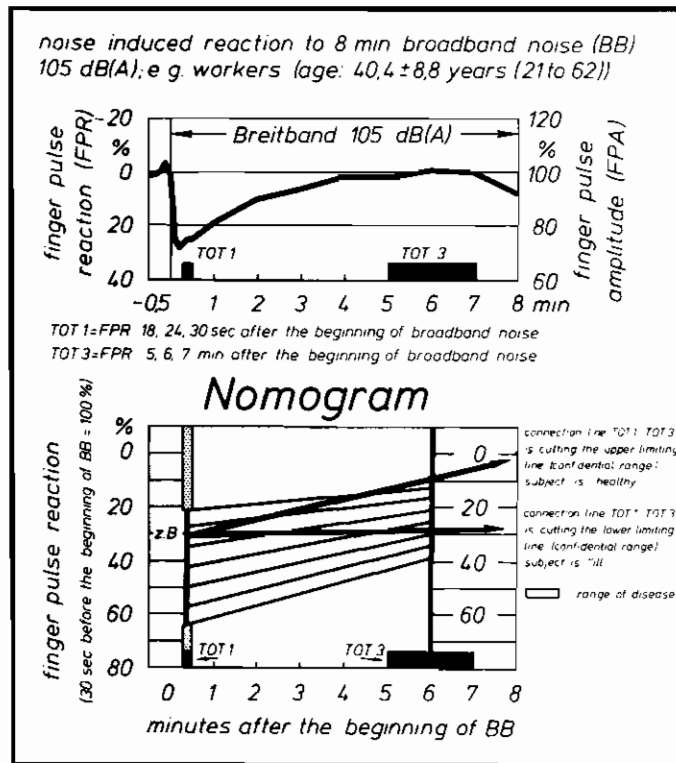 noise induced reaction to 8 min broadband noise (BB)
105 dB(A); e g. workers (age: 40,4 ± 8,8 years (21 to 62))
finger pulse
reaction (FPR)
-20
%
0
20
40
Breitband 105 dB(A)
120
%
100
80
60
finger pulse
amplitude (FPA)
TOT 1
TOT 3
-0,5 1 2 3 4 5 6 7 8 min
TOT 1=FPR 18, 24, 30 sec after the beginning of broadband noise
TOT 3=FPR 5, 6, 7 min after the beginning of broadband noise
Nomogram
finger pulse reaction
(30 sec before the beginning of BB = 100 %)
%
0
20
z.B
40
60
80
0
20
40
60
TOT 1
TOT 3
0 1 2 3 4 5 6 7 8
minutes after the beginning of BB
connection line TOT 1 TOT 3
is cutting the upper limiting
line (confidential range)
subject is healthy
connection line TOT 1 TOT 3
is cutting the lower limiting
line (confidential range)
subject is "ill
range of disease